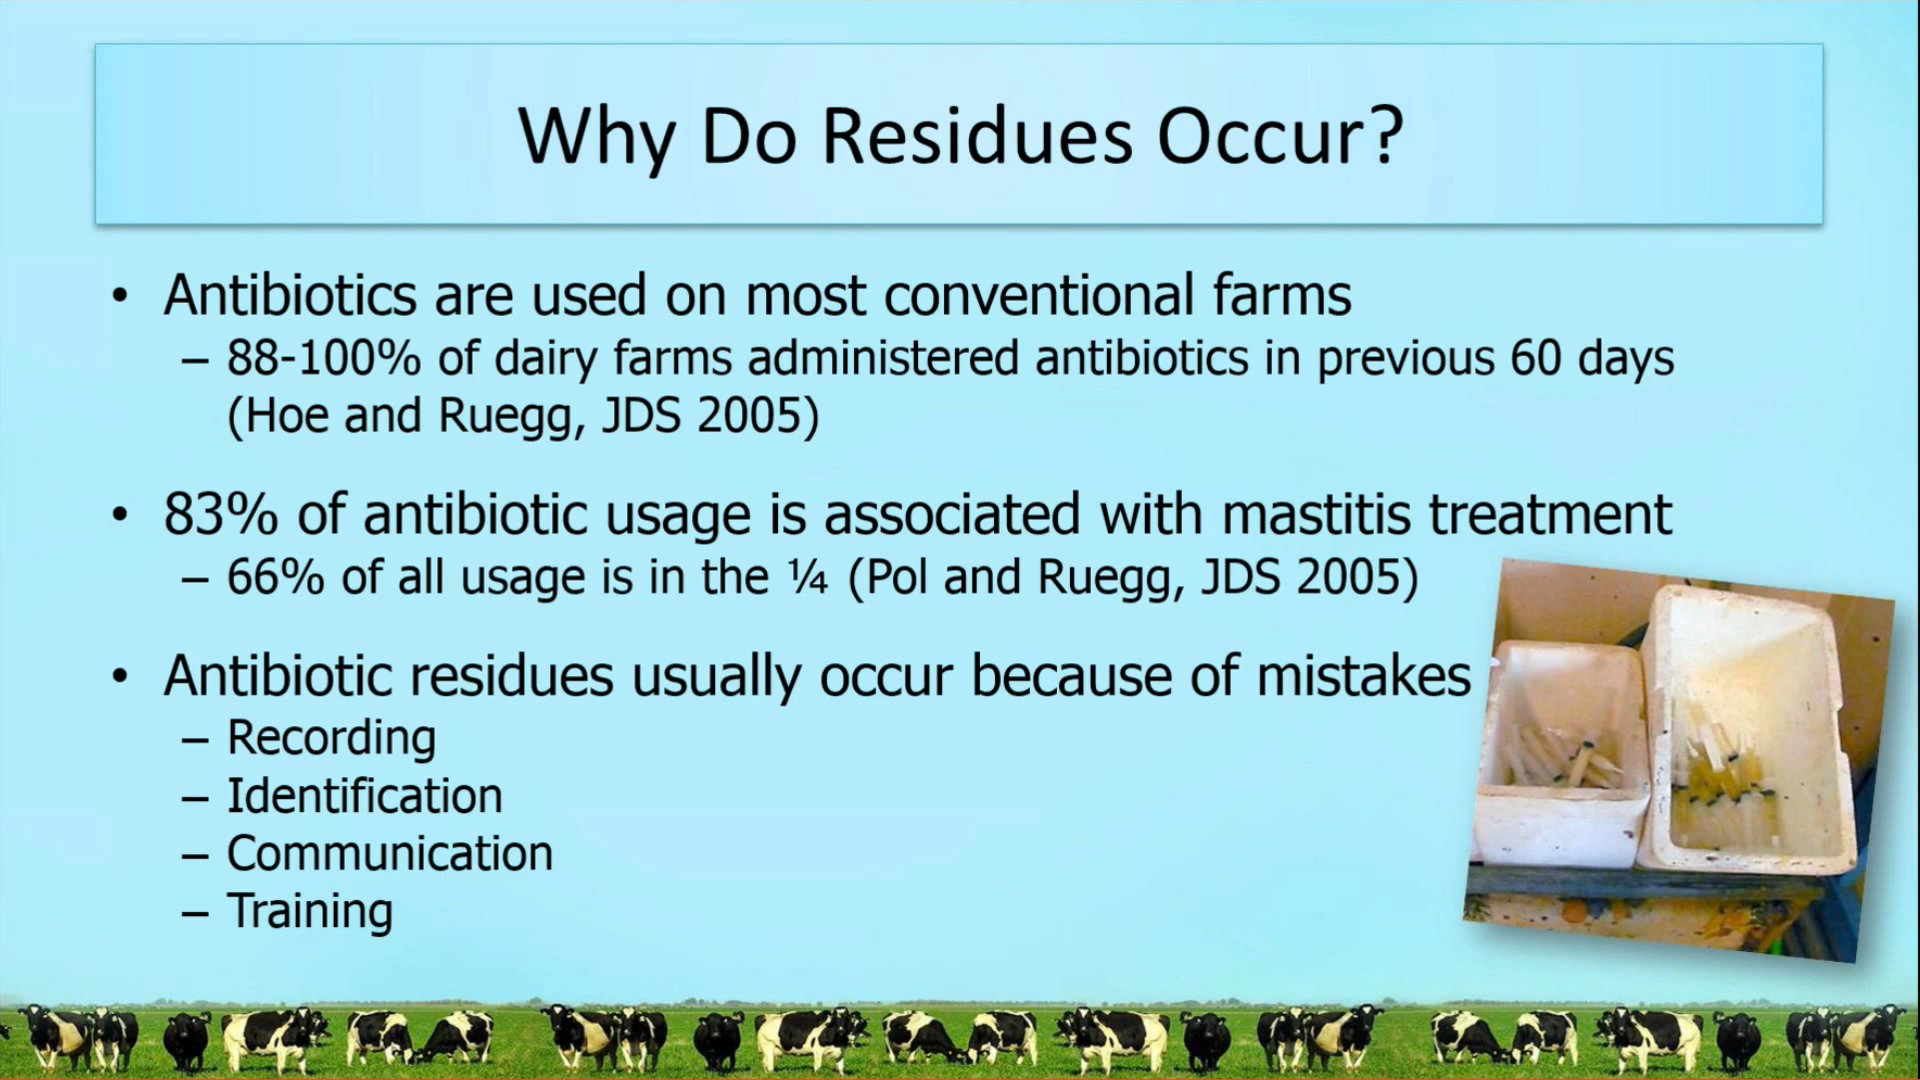 Why Do Residues Occur?
• Antibiotics are used on most conventional farms
– 88-100% of dairy farms administered antibiotics in previous 60 days
(Hoe and Ruegg, JDS 2005)
• 83% of antibiotic usage is associated with mastitis treatment
– 66% of all usage is in the ¼ (Pol and Ruegg, JDS 2005)
• Antibiotic residues usually occur because of mistakes
– Recording
– Identification
– Communication
– Training